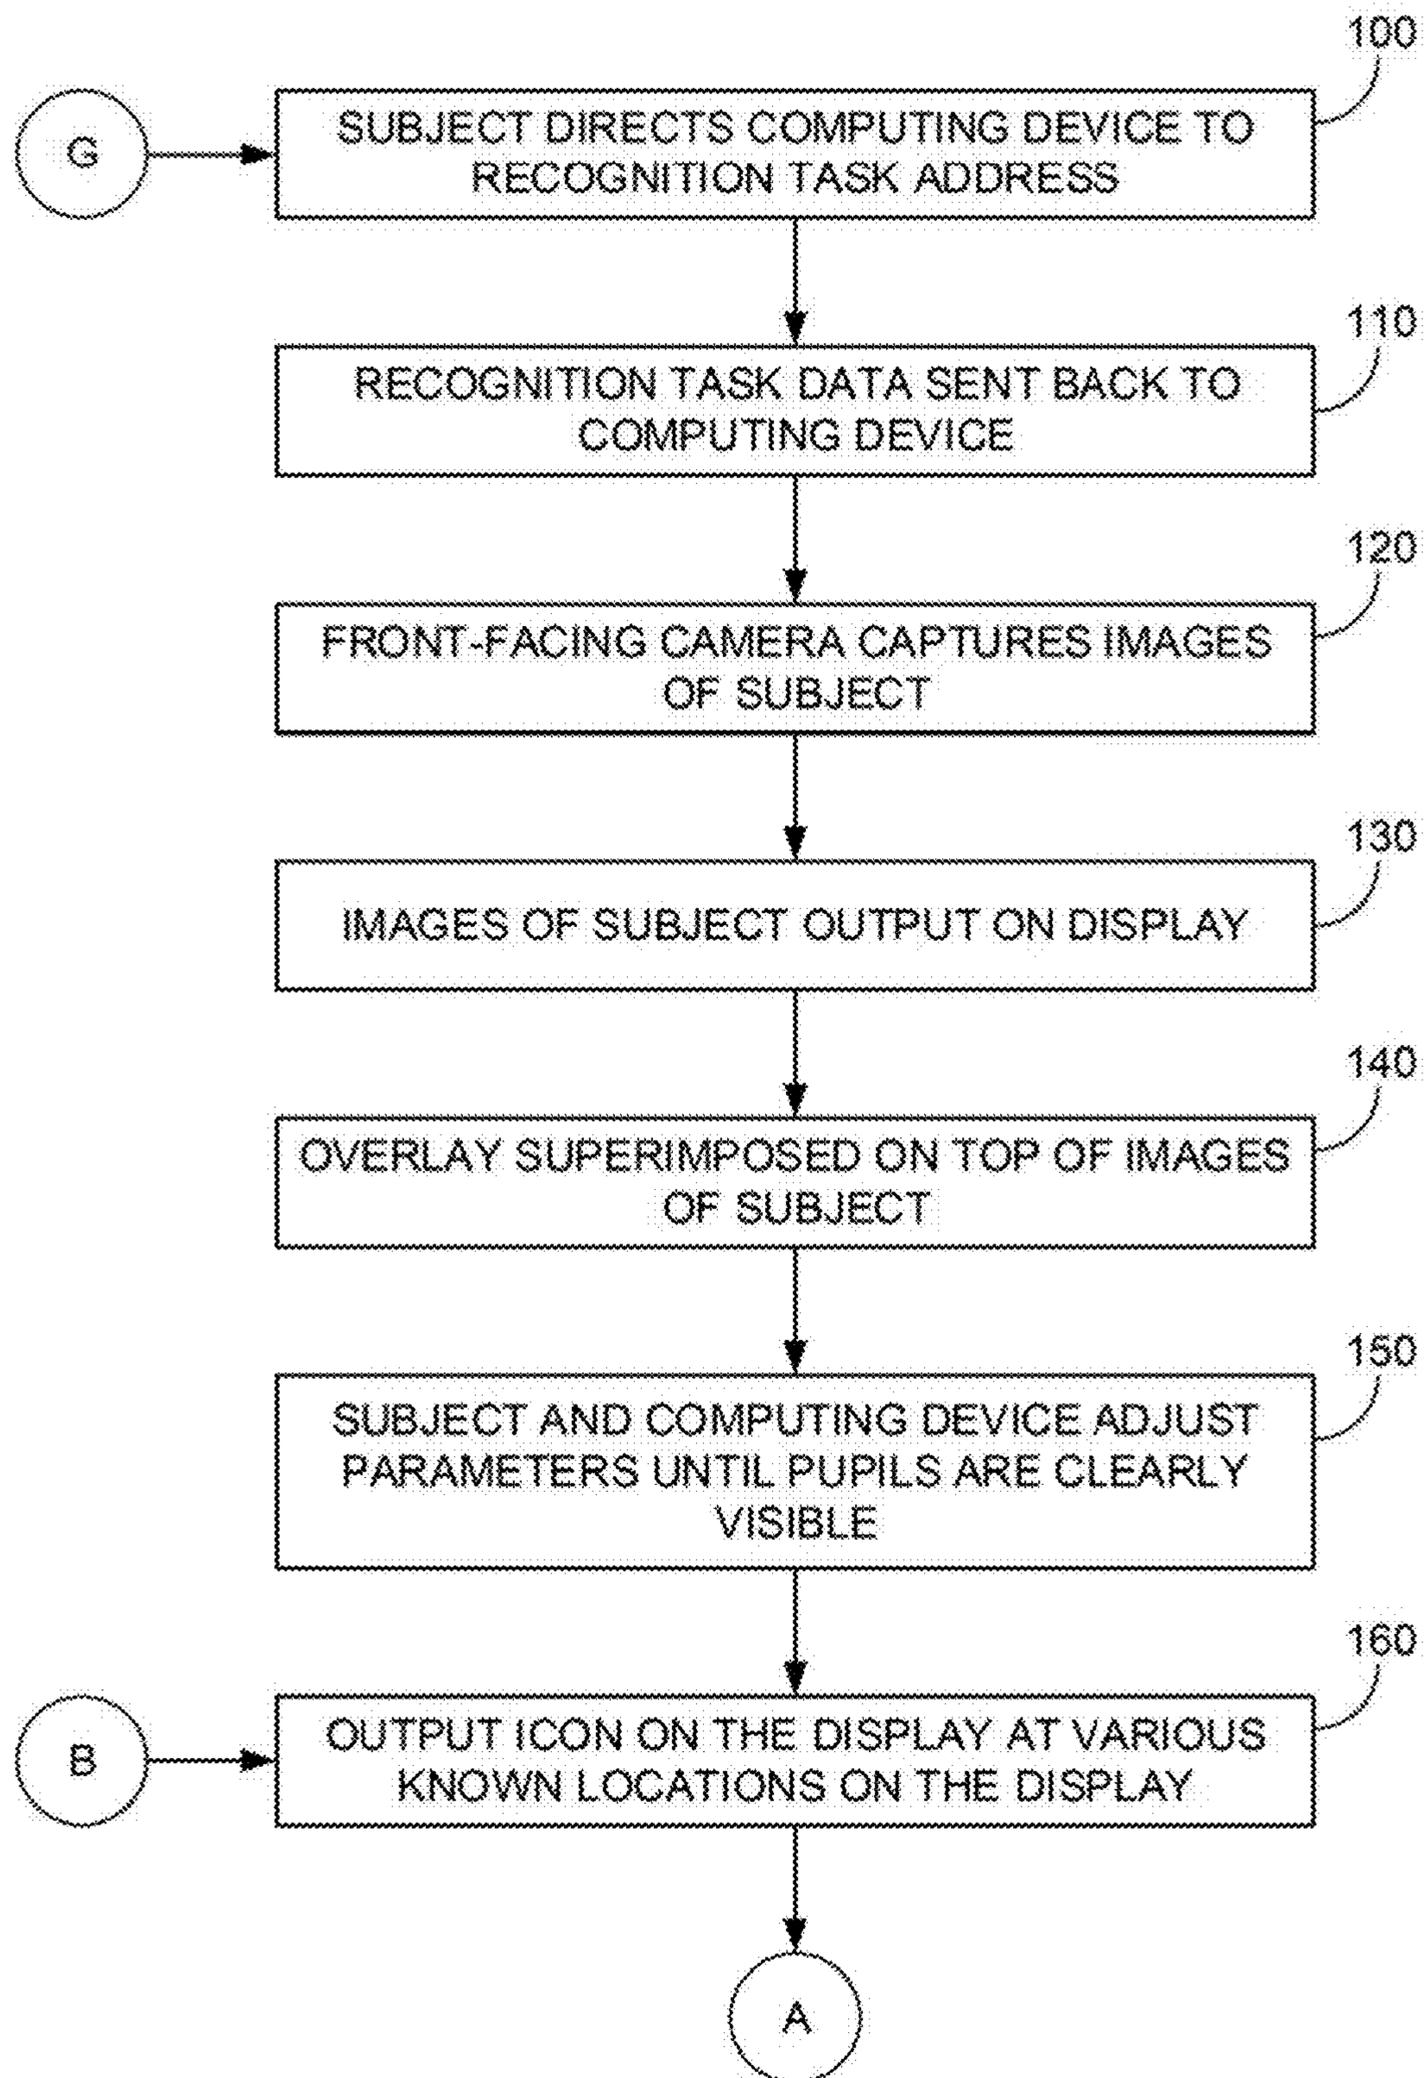 100
G
SUBJECT DIRECTS COMPUTING DEVICE TO
RECOGNITION TASK ADDRESS
110
RECOGNITION TASK DATA SENT BACK TO
COMPUTING DEVICE
120
FRONT-FACING CAMERA CAPTURES IMAGES
OF SUBJECT
130
IMAGES OF SUBJECT OUTPUT ON DISPLAY
140
OVERLAY SUPERIMPOSED ON TOP OF IMAGES
OF SUBJECT
150
SUBJECT AND COMPUTING DEVICE ADJUST
PARAMETERS UNTIL PUPILS ARE CLEARLY
VISIBLE
160
B
OUTPUT ICON ON THE DISPLAY AT VARIOUS
KNOWN LOCATIONS ON THE DISPLAY
A